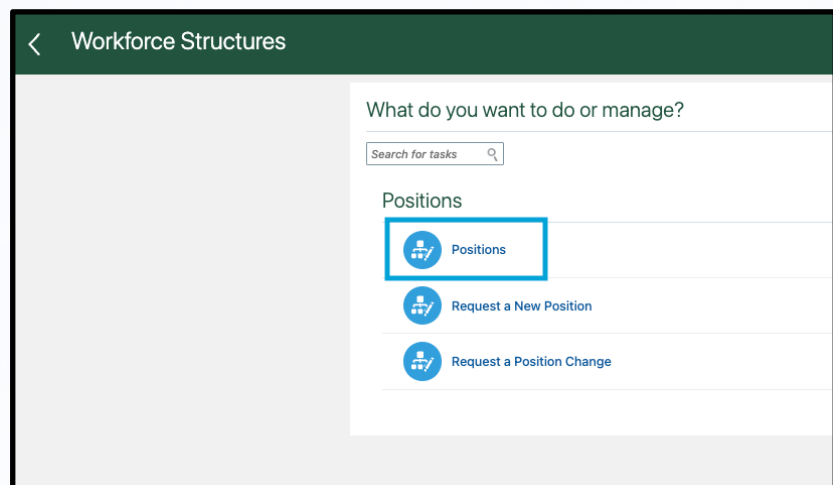 Workforce Structures
What do you want to do or manage?
Search for tasks
Positions
Positions
Request a New Position
Request a Position Change